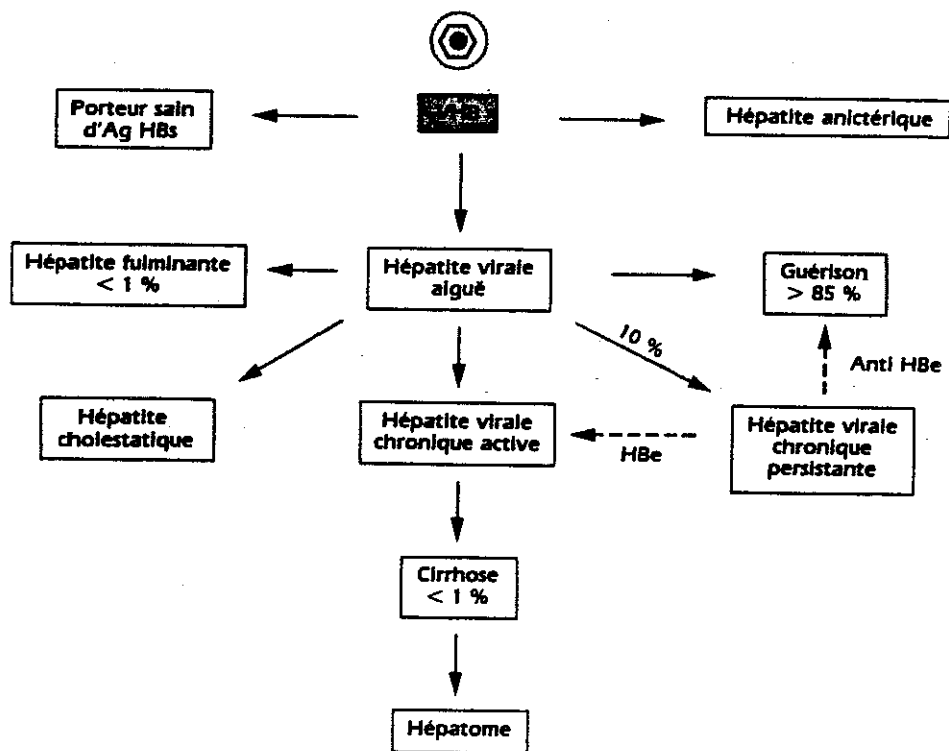 Porteur sain
d'Ag HBs
Hépatite anictérique
Hépatite fulminante
< 1 %
Hépatite virale
aiguë
Guérison
> 85 %
10 %
Anti HBe
Hépatite
cholestatique
Hépatite virale
chronique active
HBe
Hépatite virale
chronique
persistante
Cirrhose
< 1 %
Hépatome